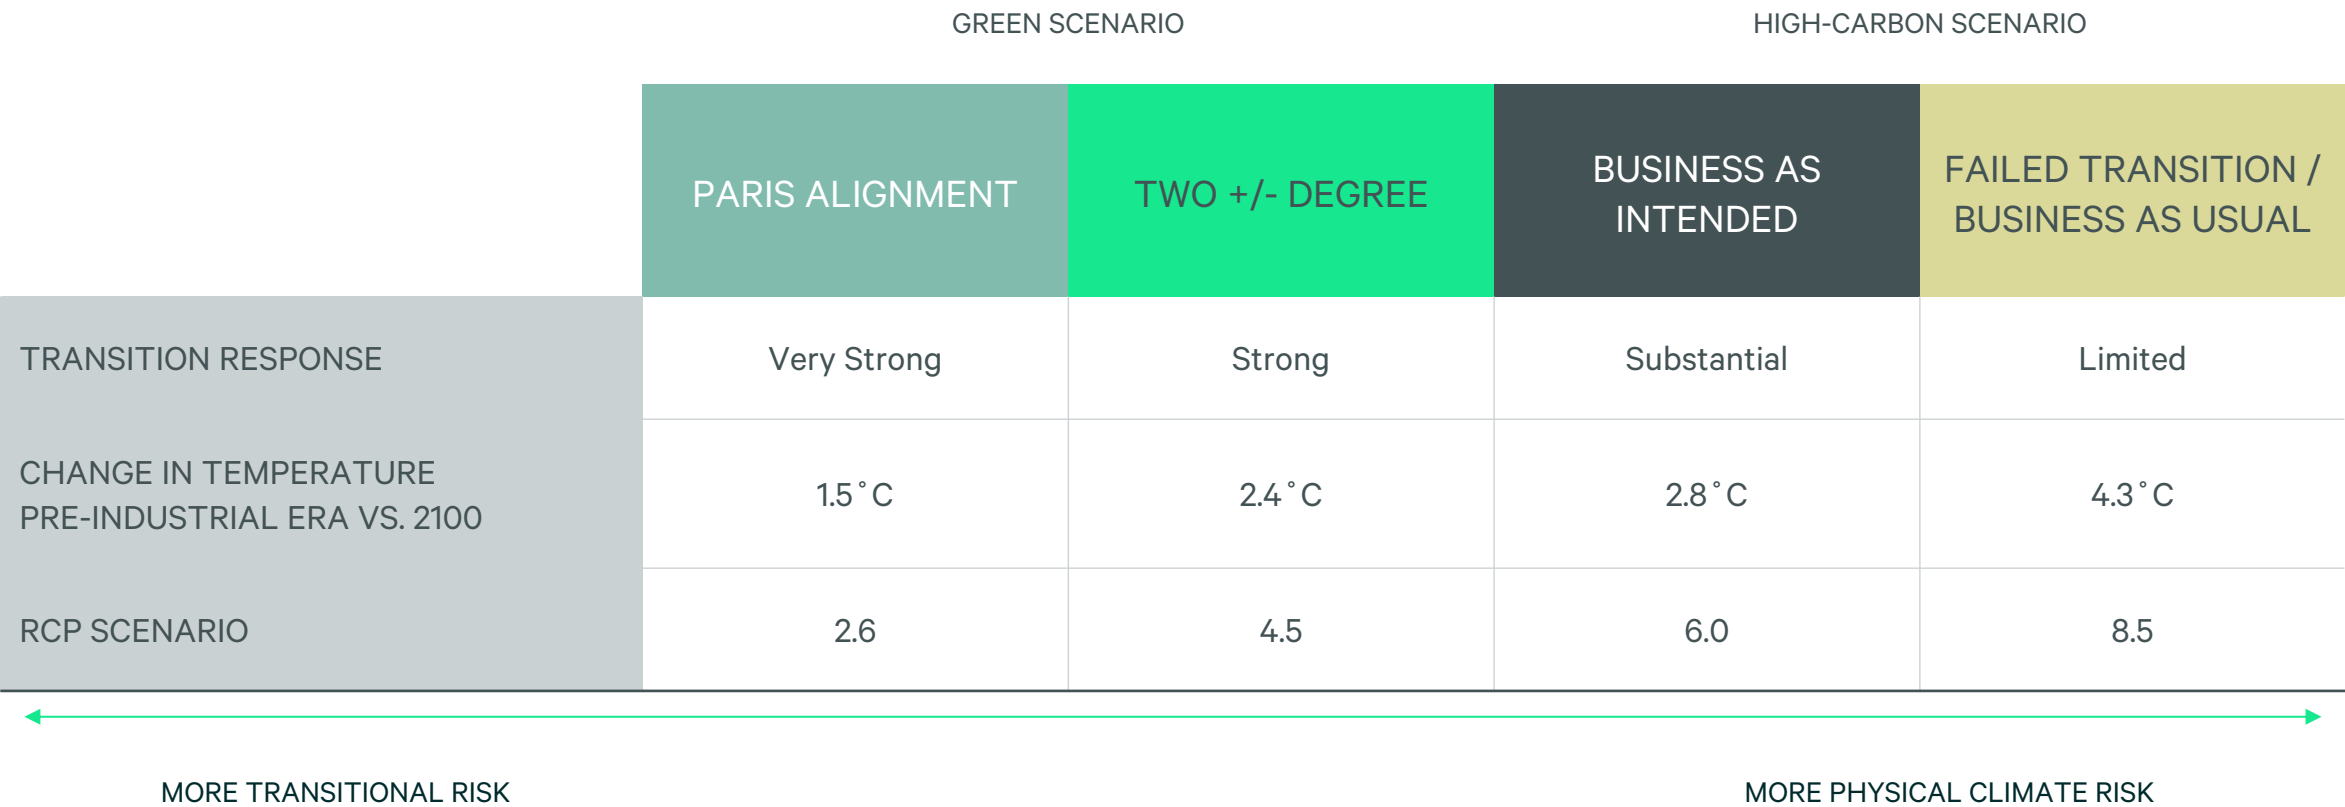 GREEN SCENARIO
HIGH-CARBON SCENARIO
PARIS ALIGNMENT
TWO +/- DEGREE
BUSINESS AS
INTENDED
FAILED TRANSITION /
BUSINESS AS USUAL
TRANSITION RESPONSE
Very Strong
Strong
Substantial
Limited
CHANGE IN TEMPERATURE
PRE-INDUSTRIAL ERA VS. 2100
1.5˚C
2.4˚C
2.8˚C
4.3˚C
RCP SCENARIO
2.6
4.5
6.0
8.5
MORE TRANSITIONAL RISK
MORE PHYSICAL CLIMATE RISK